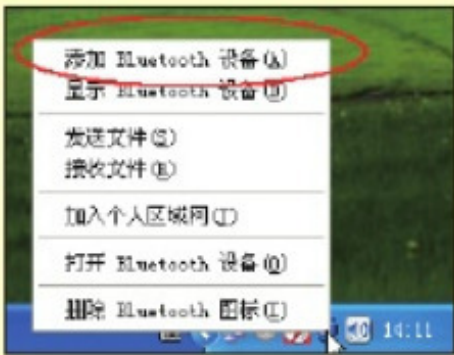 添加 Bluetooth 设备(A)
显示 Bluetooth 设备(D)
发送文件(S)
接收文件(R)
加入个人区域网(J)
打开 Bluetooth 设备(O)
删除 Bluetooth 图标(I)
14:11